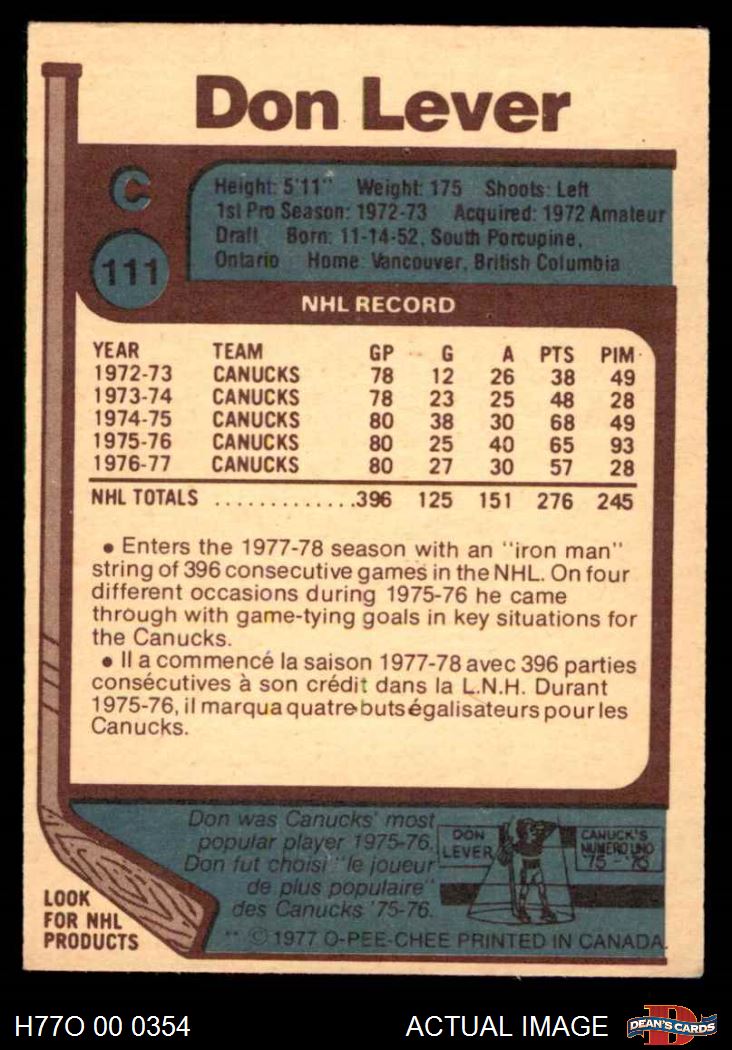 Don Lever
C
111
Height: 5'11" Weight: 175 Shoots: Left
1st Pro Season: 1972-73 Acquired: 1972 Amateur
Draft Born: 11-14-52, South Porcupine,
Ontario Home: Vancouver, British Columbia
NHL RECORD
YEAR TEAM GP G A PTS PIM
1972-73 CANUCKS 78 12 26 38 49
1973-74 CANUCKS 78 23 25 48 28
1974-75 CANUCKS 80 38 30 68 49
1975-76 CANUCKS 80 25 40 65 93
1976-77 CANUCKS 80 27 30 57 28
NHL TOTALS .............396 125 151 276 245
• Enters the 1977-78 season with an "iron man"
string of 396 consecutive games in the NHL. On four
different occasions during 1975-76 he came
through with game-tying goals in key situations for
the Canucks.
• Il a commencé la saison 1977-78 avec 396 parties
consécutives à son crédit dans la L.N.H. Durant
1975-76, il marqua quatre buts égalisateurs pour les
Canucks.
Don was Canucks' most
popular player 1975-76.
Don fut choisi "le joueur
de plus populaire"
des Canucks '75-76.
DON
LEVER
CANUCK'S
NUMERO UNO
'75-'76
LOOK
FOR NHL
PRODUCTS
** © 1977 O-PEE-CHEE PRINTED IN CANADA
H77O 00 0354
ACTUAL IMAGE
D
DEAN'S CARDS